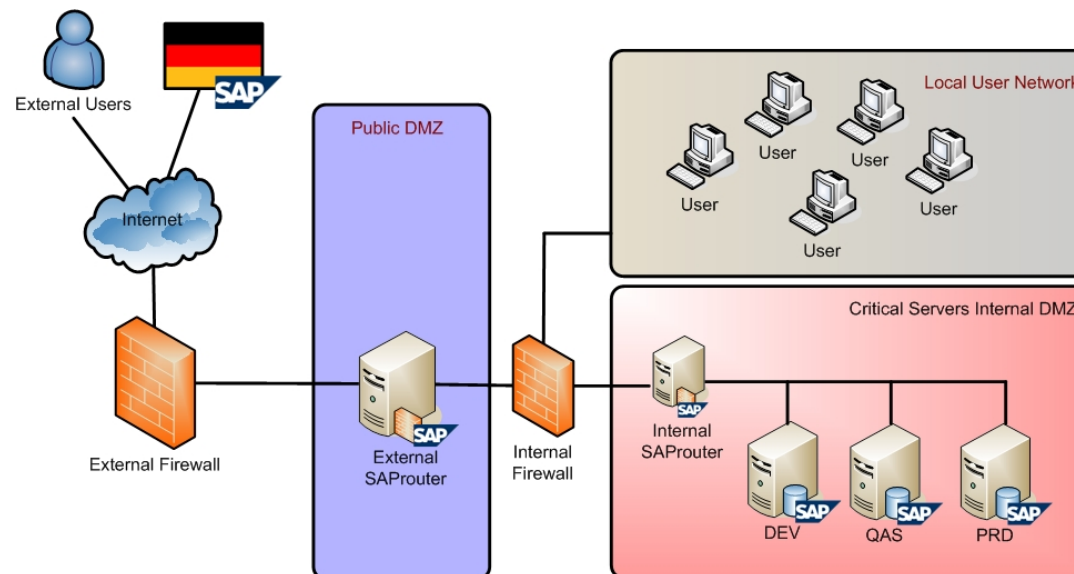 External Users
SAP
Internet
External Firewall
Public DMZ
SAP
External
SAProuter
Internal
Firewall
Local User Network
User
User
User
User
User
Critical Servers Internal DMZ
SAP
Internal
SAProuter
SAP
DEV
SAP
QAS
SAP
PRD